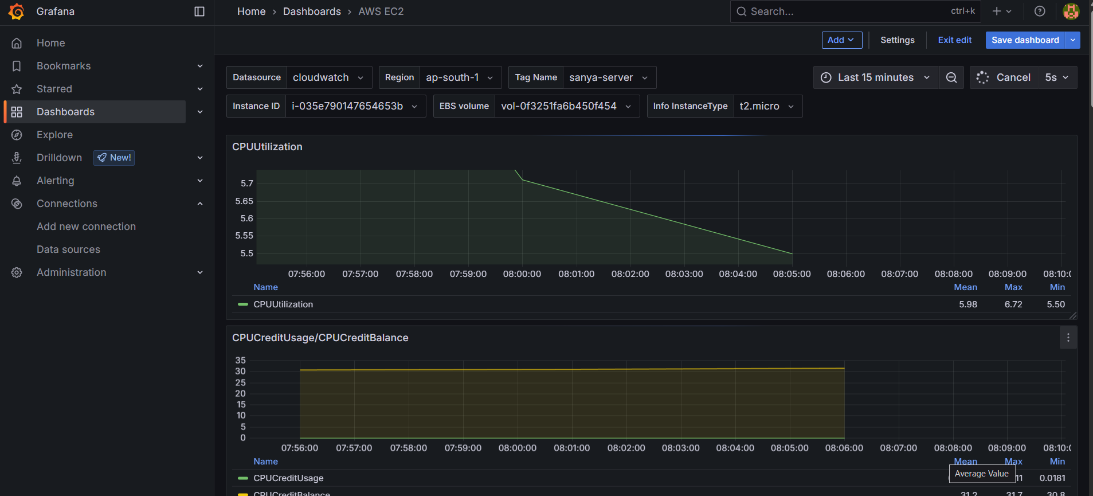 Grafana
Home > Dashboards > AWS EC2
Search... ctrl+k
Home
Bookmarks
Starred
Dashboards
Explore
Drilldown New!
Alerting
Connections
Add new connection
Data sources
Administration
Add Settings Exit edit Save dashboard
Datasource cloudwatch Region ap-south-1 Tag Name sanya-server Last 15 minutes Cancel 5s
Instance ID i-035e790147654653b EBS volume vol-0f3251fa6b450f454 Info InstanceType t2.micro
CPUUtilization
5.7
5.65
5.6
5.55
5.5
07:56:00 07:57:00 07:58:00 07:59:00 08:00:00 08:01:00 08:02:00 08:03:00 08:04:00 08:05:00 08:06:00 08:07:00 08:08:00 08:09:00 08:10:0
Name Mean Max Min
CPUUtilization 5.98 6.72 5.50
CPUCreditUsage/CPUCreditBalance
35
30
25
20
15
10
5
0
07:56:00 07:57:00 07:58:00 07:59:00 08:00:00 08:01:00 08:02:00 08:03:00 08:04:00 08:05:00 08:06:00 08:07:00 08:08:00 08:09:00 08:10:0
Name Mean Max Min
CPUCreditUsage 0.0181
Average Value
CPUCreditBalance 31.2 31.7 30.8